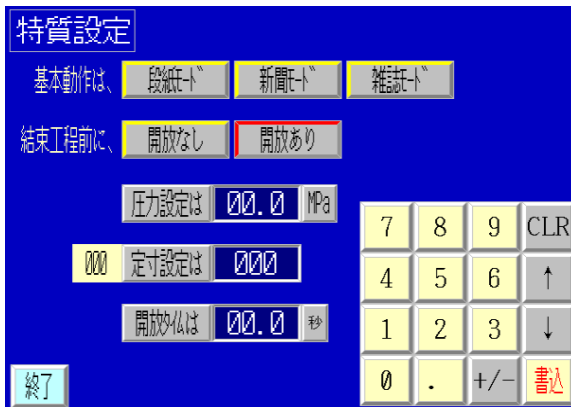 特質設定
基本動作は、 段紙ﾓｰﾄﾞ 新聞ﾓｰﾄﾞ 雑誌ﾓｰﾄﾞ
結束工程前に、 開放なし 開放あり
圧力設定は 00.0 MPa
000 定寸設定は 000
開放ﾀｲﾑは 00.0 秒
7 8 9 CLR
4 5 6 ↑
1 2 3 ↓
0 . +/- 書込
終了